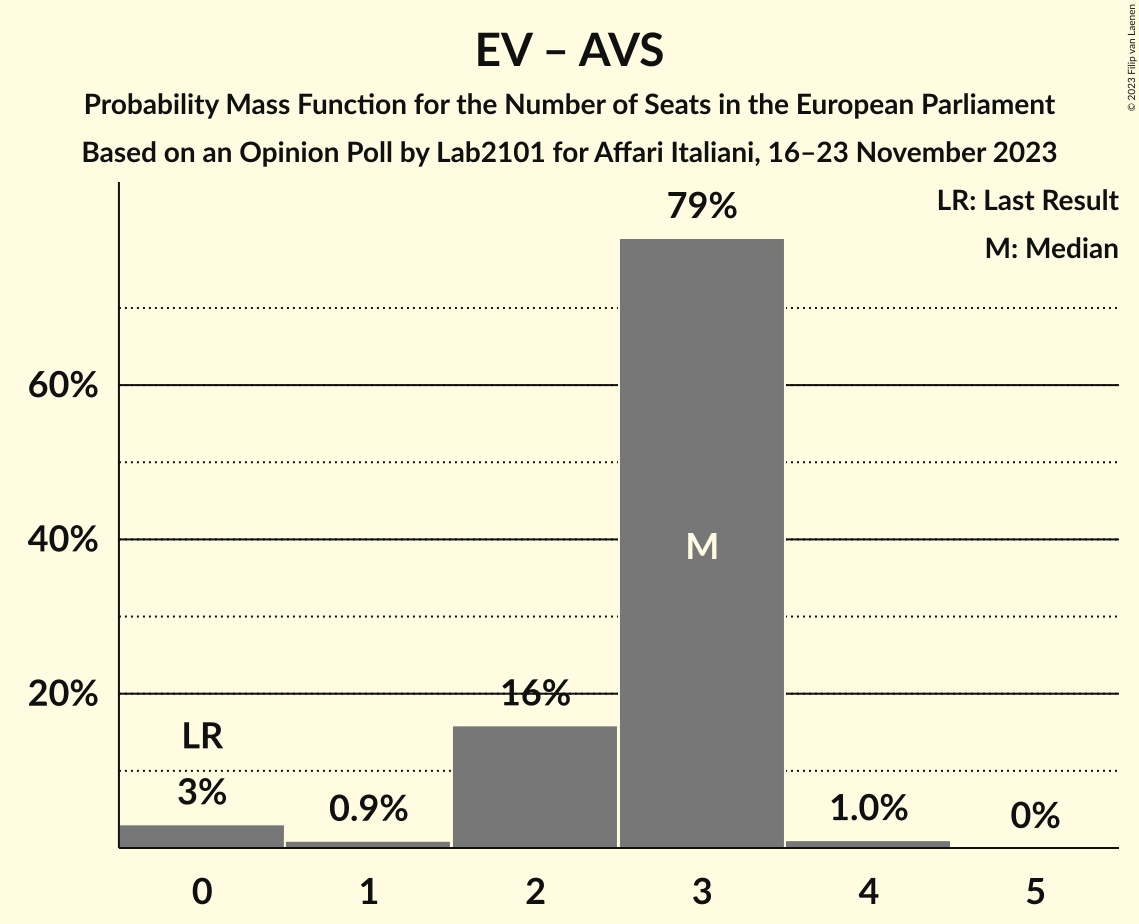 EV – AVS
Probability Mass Function for the Number of Seats in the European Parliament
Based on an Opinion Poll by Lab2101 for Affari Italiani, 16–23 November 2023
© 2023 Filip van Laenen
LR: Last Result
M: Median
79%
60%
40%
M
20%
16%
LR
3%
0.9%
1.0%
0%
0 1 2 3 4 5